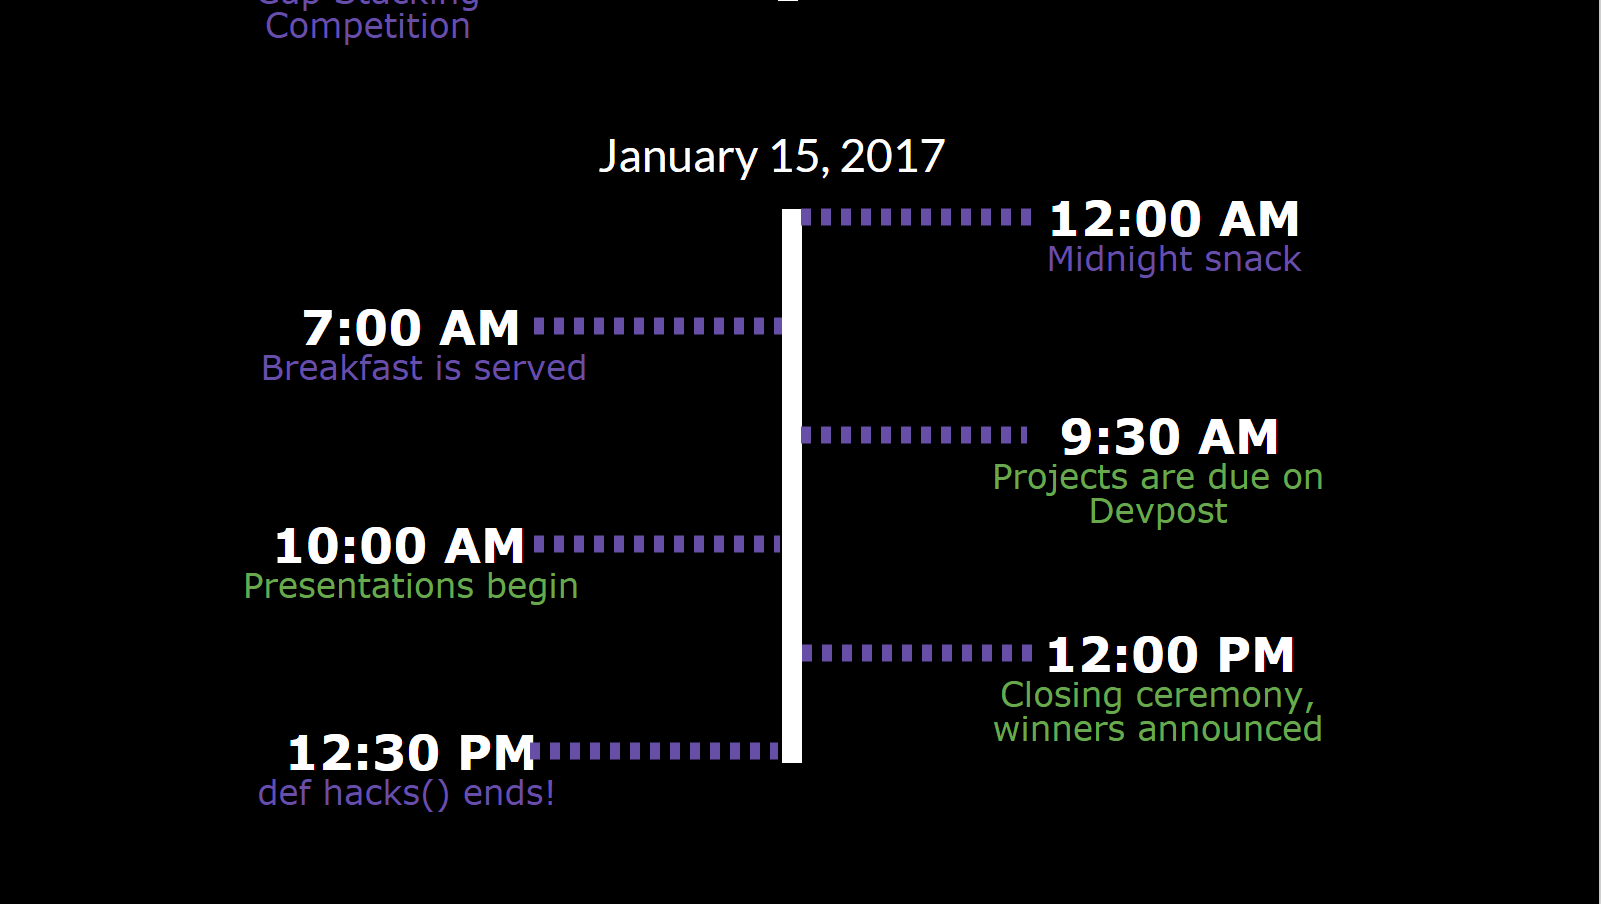 Cup Stacking
Competition
January 15, 2017
12:00 AM
Midnight snack
7:00 AM
Breakfast is served
9:30 AM
Projects are due on
Devpost
10:00 AM
Presentations begin
12:00 PM
Closing ceremony,
winners announced
12:30 PM
def hacks() ends!